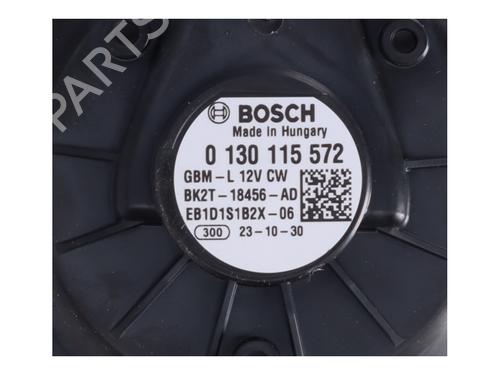 BOSCH
Made in Hungary
0 130 115 572
GBM-L 12V CW
BK2T-18456-AD
EB1D1S1B2X-06
300 23-10-30
PARTS